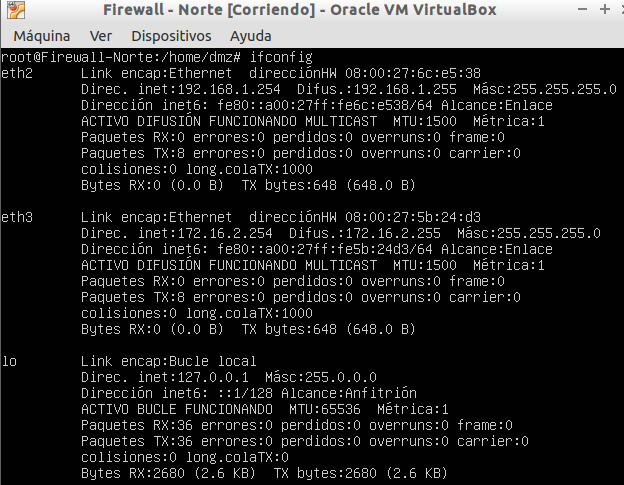 Firewall - Norte [Corriendo] - Oracle VM VirtualBox
Máquina Ver Dispositivos Ayuda
root@Firewall-Norte:/home/dmz# ifconfig
eth2 Link encap:Ethernet direcciónHW 08:00:27:6c:e5:38
Direc. inet:192.168.1.254 Difus.:192.168.1.255 Másc:255.255.255.0
Dirección inet6: fe80::a00:27ff:fe6c:e538/64 Alcance:Enlace
ACTIVO DIFUSIÓN FUNCIONANDO MULTICAST MTU:1500 Métrica:1
Paquetes RX:0 errores:0 perdidos:0 overruns:0 frame:0
Paquetes TX:8 errores:0 perdidos:0 overruns:0 carrier:0
colisiones:0 long.colaTX:1000
Bytes RX:0 (0.0 B) TX bytes:648 (648.0 B)
eth3 Link encap:Ethernet direcciónHW 08:00:27:5b:24:d3
Direc. inet:172.16.2.254 Difus.:172.16.2.255 Másc:255.255.255.0
Dirección inet6: fe80::a00:27ff:fe5b:24d3/64 Alcance:Enlace
ACTIVO DIFUSIÓN FUNCIONANDO MULTICAST MTU:1500 Métrica:1
Paquetes RX:0 errores:0 perdidos:0 overruns:0 frame:0
Paquetes TX:8 errores:0 perdidos:0 overruns:0 carrier:0
colisiones:0 long.colaTX:1000
Bytes RX:0 (0.0 B) TX bytes:648 (648.0 B)
lo Link encap:Bucle local
Direc. inet:127.0.0.1 Másc:255.0.0.0
Dirección inet6: ::1/128 Alcance:Anfitrión
ACTIVO BUCLE FUNCIONANDO MTU:65536 Métrica:1
Paquetes RX:36 errores:0 perdidos:0 overruns:0 frame:0
Paquetes TX:36 errores:0 perdidos:0 overruns:0 carrier:0
colisiones:0 long.colaTX:0
Bytes RX:2680 (2.6 KB) TX bytes:2680 (2.6 KB)